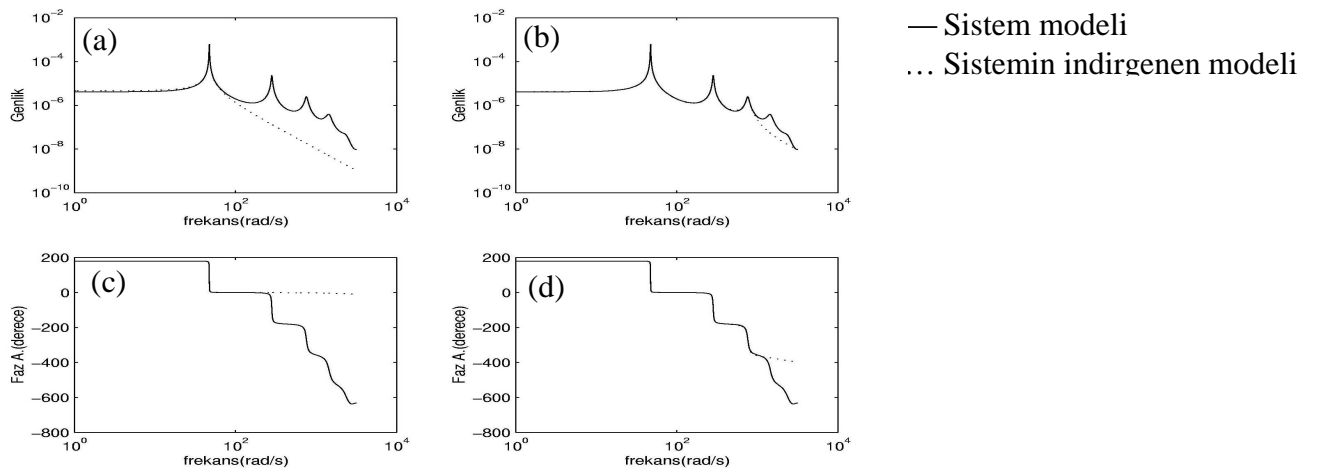 (a)
10^-2
10^-4
10^-6
10^-8
10^-10
Genlik
10^0
10^2
10^4
frekans(rad/s)
(b)
10^-2
10^-4
10^-6
10^-8
10^-10
Genlik
10^0
10^2
10^4
frekans(rad/s)
— Sistem modeli
... Sistemin indirgenen modeli
(c)
200
0
−200
−400
−600
−800
Faz A.(derece)
10^0
10^2
10^4
frekans(rad/s)
(d)
200
0
−200
−400
−600
−800
Faz A.(derece)
10^0
10^2
10^4
frekans(rad/s)